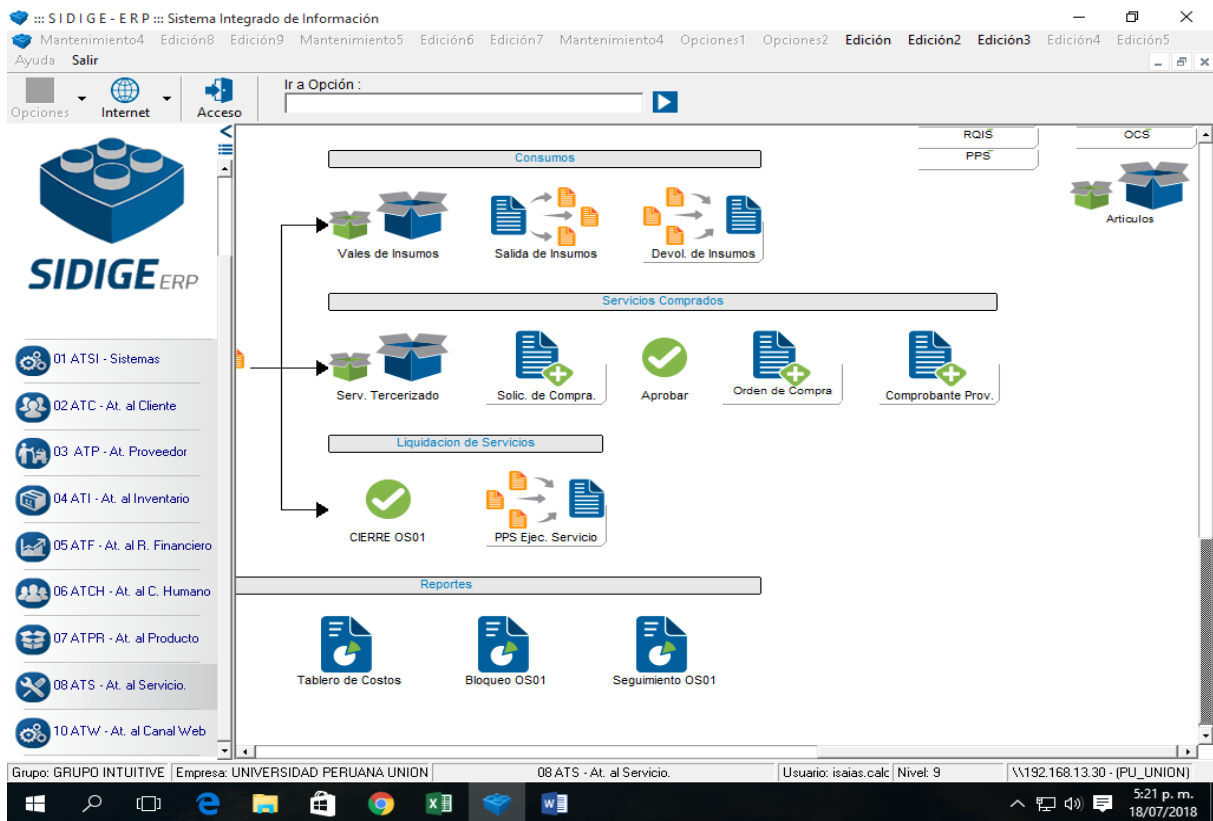 ::: S I D I G E - E R P ::: Sistema Integrado de Información
Mantenimiento4 Edición8 Edición9 Mantenimiento5 Edición6 Edición7 Mantenimiento4 Opciones1 Opciones2 Edición Edición2 Edición3 Edición4 Edición5
Ayuda Salir
Ir a Opción :
Opciones Internet Acceso
RQIS OCS
PPS
Consumos
Articulos
Vales de Insumos Salida de Insumos Devol. de Insumos
SIDIGE ERP
Servicios Comprados
01 ATSI - Sistemas
02 ATC - At. al Cliente
03 ATP - At. Proveedor
04 ATI - At. al Inventario
05 ATF - At. al R. Financiero
06 ATCH - At. al C. Humano
07 ATPR - At. al Producto
08 ATS - At. al Servicio.
10 ATW - At. al Canal Web
Serv. Tercerizado Solic. de Compra. Aprobar Orden de Compra Comprobante Prov.
Liquidacion de Servicios
CIERRE OS01 PPS Ejec. Servicio
Reportes
Tablero de Costos Bloqueo OS01 Seguimiento OS01
Grupo: GRUPO INTUITIVE Empresa: UNIVERSIDAD PERUANA UNION 08 ATS - At. al Servicio. Usuario: isaias.calc Nivel: 9 \\192.168.13.30 - (PU_UNION)
5:21 p. m.
18/07/2018